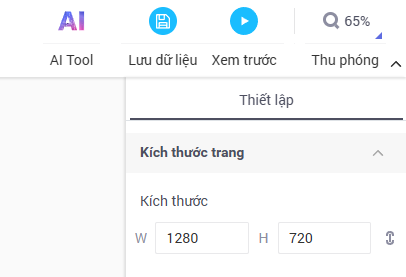 AI
65%
AI Tool
Lưu dữ liệu
Xem trước
Thu phóng
Thiết lập
Kích thước trang
Kích thước
W 1280 H 720